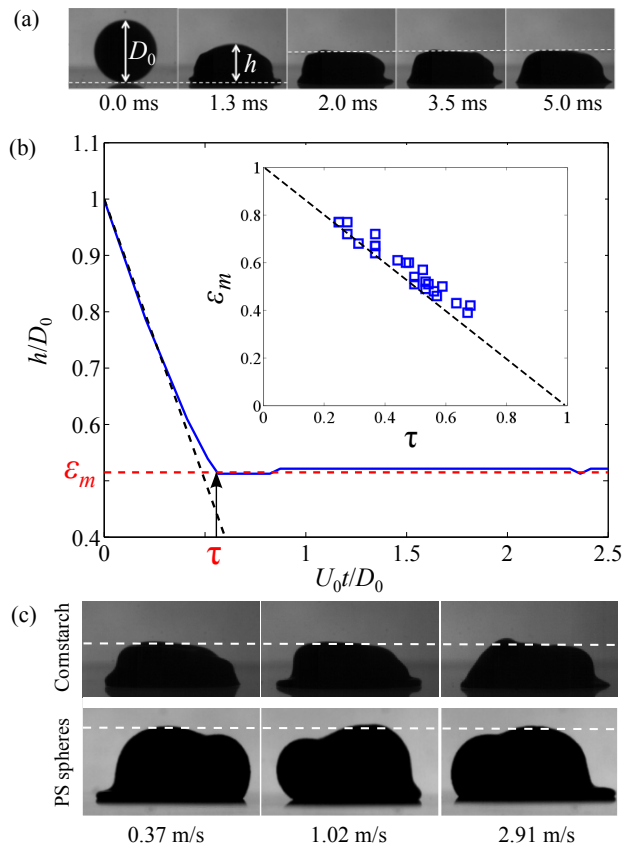 (a)
D₀
h
0.0 ms 1.3 ms 2.0 ms 3.5 ms 5.0 ms
(b)
1.1
1
0.9
0.8
0.7
0.6
0.5
0.4
h/D₀
εₘ
τ
0 0.5 1 1.5 2 2.5
U₀t/D₀
1
0.8
0.6
0.4
0.2
0
εₘ
0 0.2 0.4 0.6 0.8 1
τ
(c)
Cornstarch
PS spheres
0.37 m/s 1.02 m/s 2.91 m/s